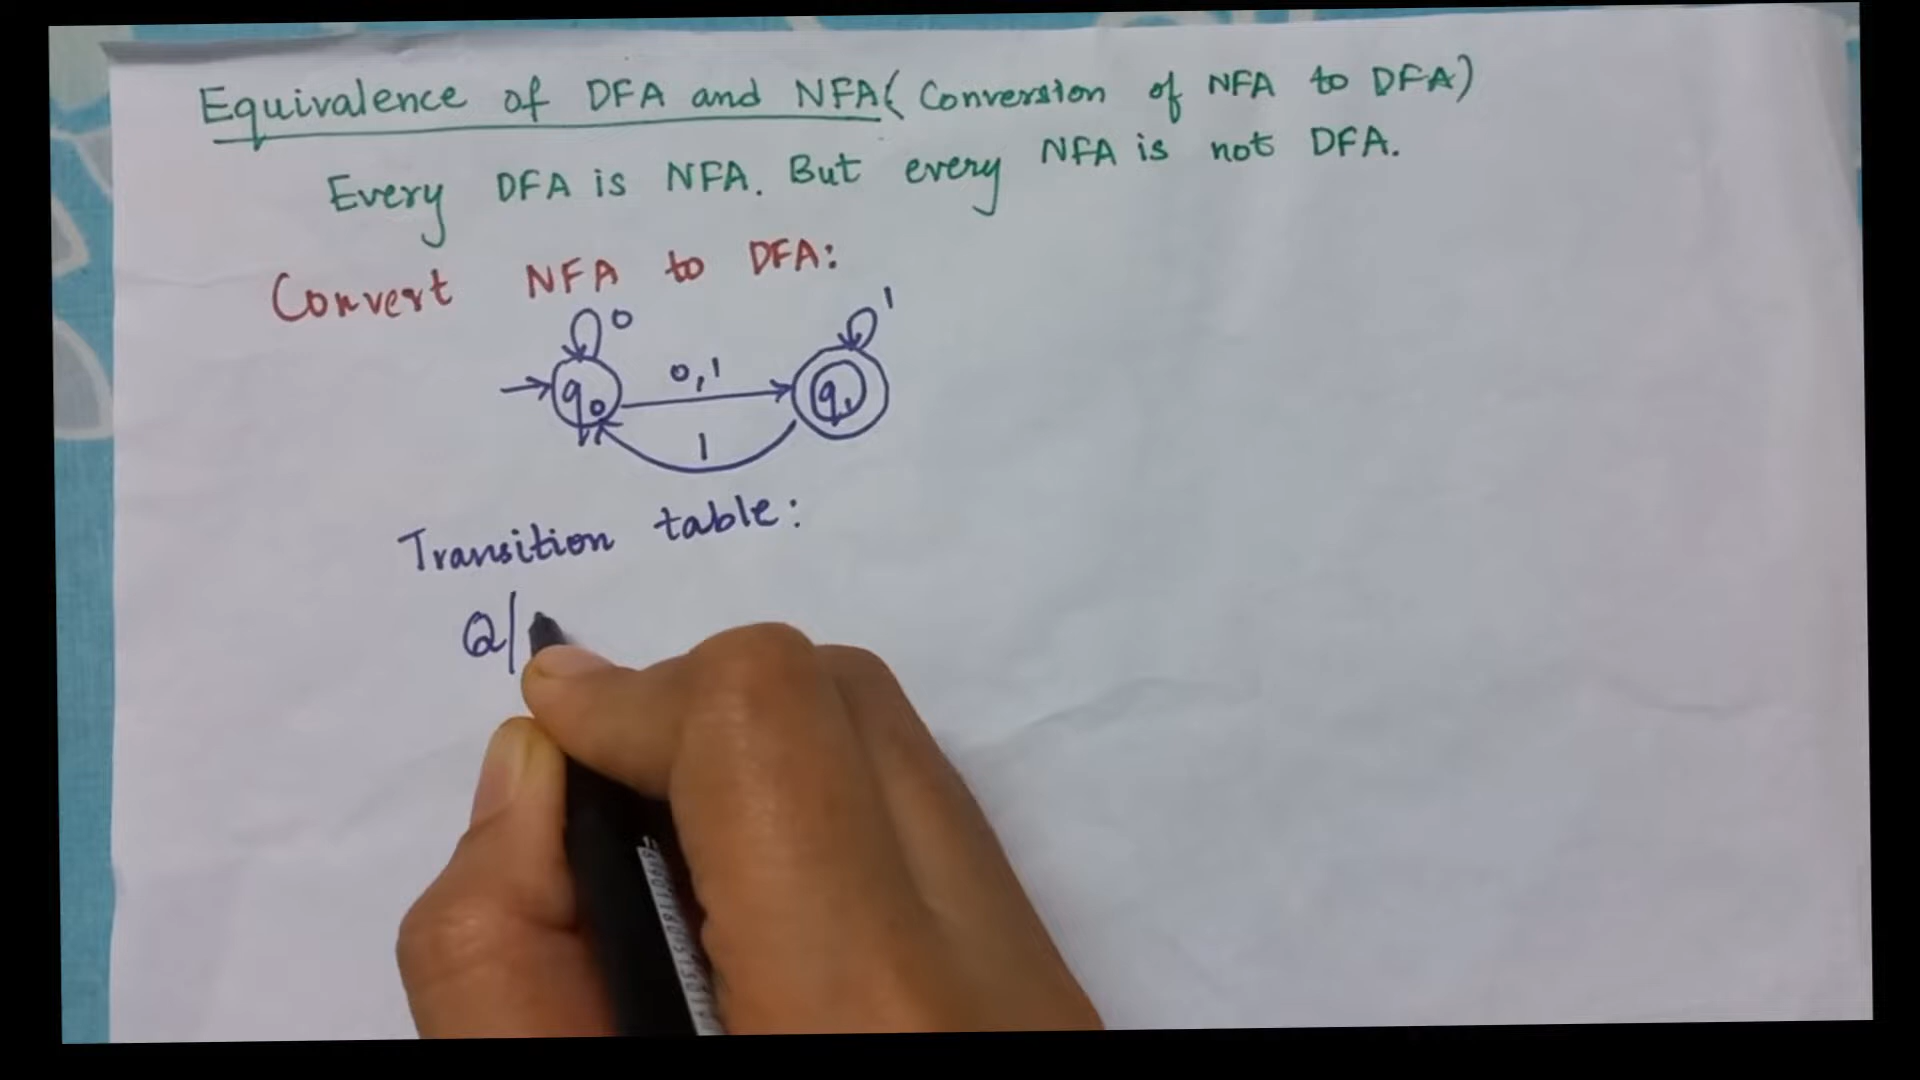 Equivalence of DFA and NFA (Conversion of NFA to DFA)
Every DFA is NFA. But every NFA is not DFA.
Convert NFA to DFA:
0
1
0,1
q0
q1
1
Transition table:
Q/